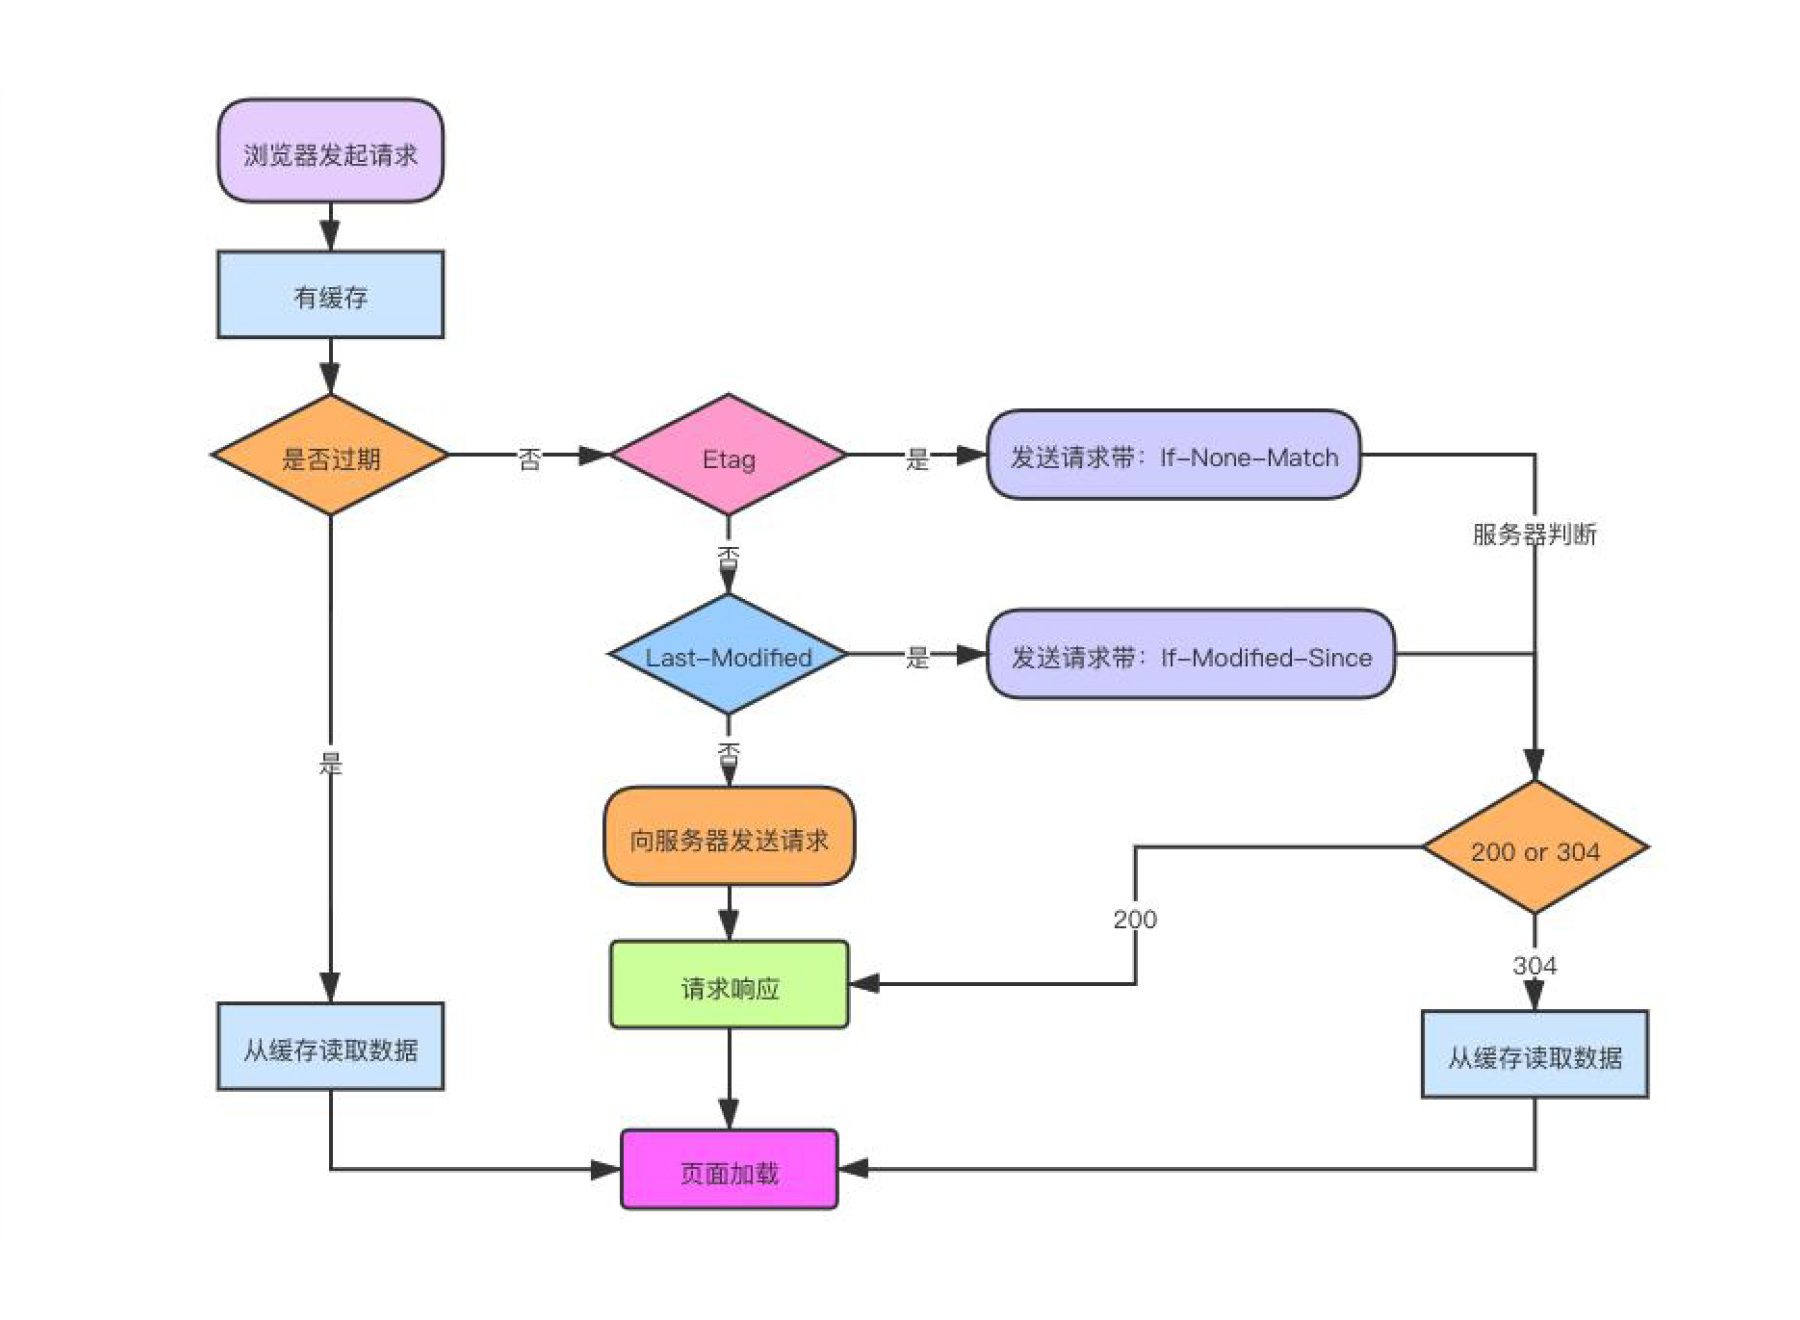 浏览器发起请求
有缓存
是否过期
否
Etag
是
发送请求带：If-None-Match
服务器判断
否
Last-Modified
是
发送请求带：If-Modified-Since
是
否
向服务器发送请求
200 or 304
200
304
请求响应
从缓存读取数据
从缓存读取数据
页面加载